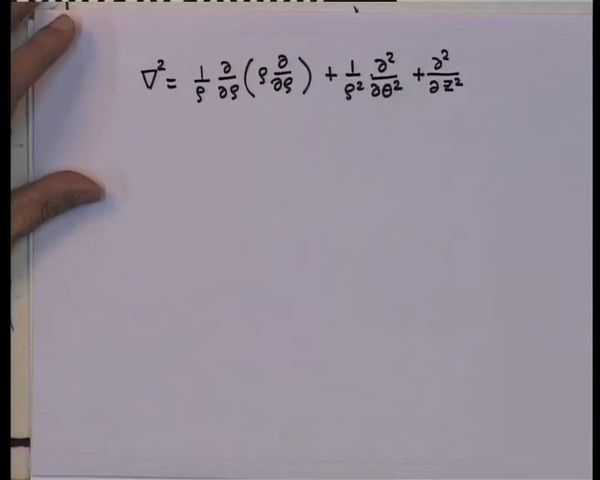 ∇² = 1/ρ ∂/∂ρ (ρ ∂/∂ρ) + 1/ρ² ∂²/∂θ² + ∂²/∂z²